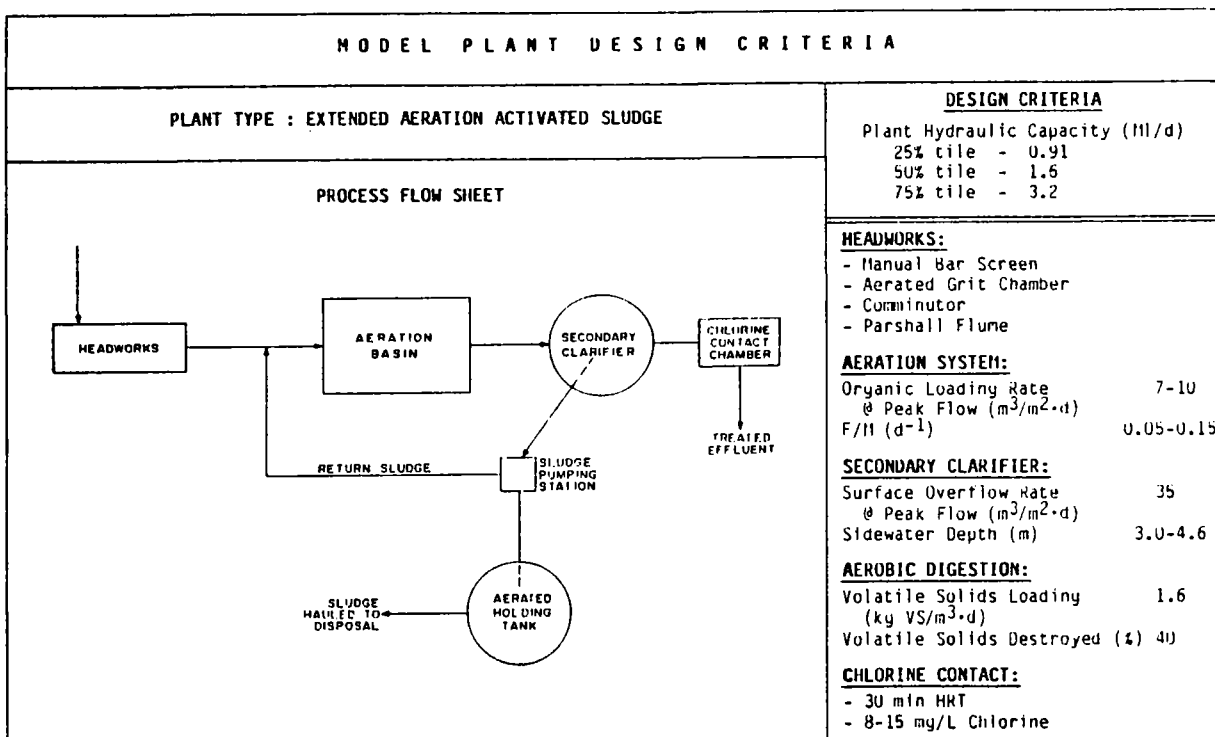 MODEL PLANT DESIGN CRITERIA
PLANT TYPE : EXTENDED AERATION ACTIVATED SLUDGE
PROCESS FLOW SHEET
HEADWORKS
AERATION
BASIN
SECONDARY
CLARIFIER
CHLORINE
CONTACT
CHAMBER
TREATED
EFFLUENT
RETURN SLUDGE
SLUDGE
PUMPING
STATION
SLUDGE
HAULED TO
DISPOSAL
AERATED
HOLDING
TANK
DESIGN CRITERIA
Plant Hydraulic Capacity (Ml/d)
25% tile - 0.91
50% tile - 1.6
75% tile - 3.2
HEADWORKS:
- Manual Bar Screen
- Aerated Grit Chamber
- Comminutor
- Parshall Flume
AERATION SYSTEM:
Organic Loading Rate 7-10
@ Peak Flow (m³/m²·d)
F/M (d⁻¹) 0.05-0.15
SECONDARY CLARIFIER:
Surface Overflow Rate 35
@ Peak Flow (m³/m²·d)
Sidewater Depth (m) 3.0-4.6
AEROBIC DIGESTION:
Volatile Solids Loading 1.6
(kg VS/m³·d)
Volatile Solids Destroyed (%) 40
CHLORINE CONTACT:
- 30 min HRT
- 8-15 mg/L Chlorine